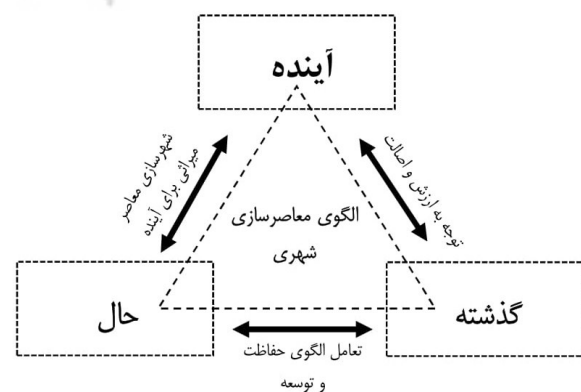 آینده
شهرسازی معاصر
میراثی برای آینده
توجه به ارزش و اصالت
الگوی معاصرسازی
شهری
حال
گذشته
تعامل الگوی حفاظت
و توسعه